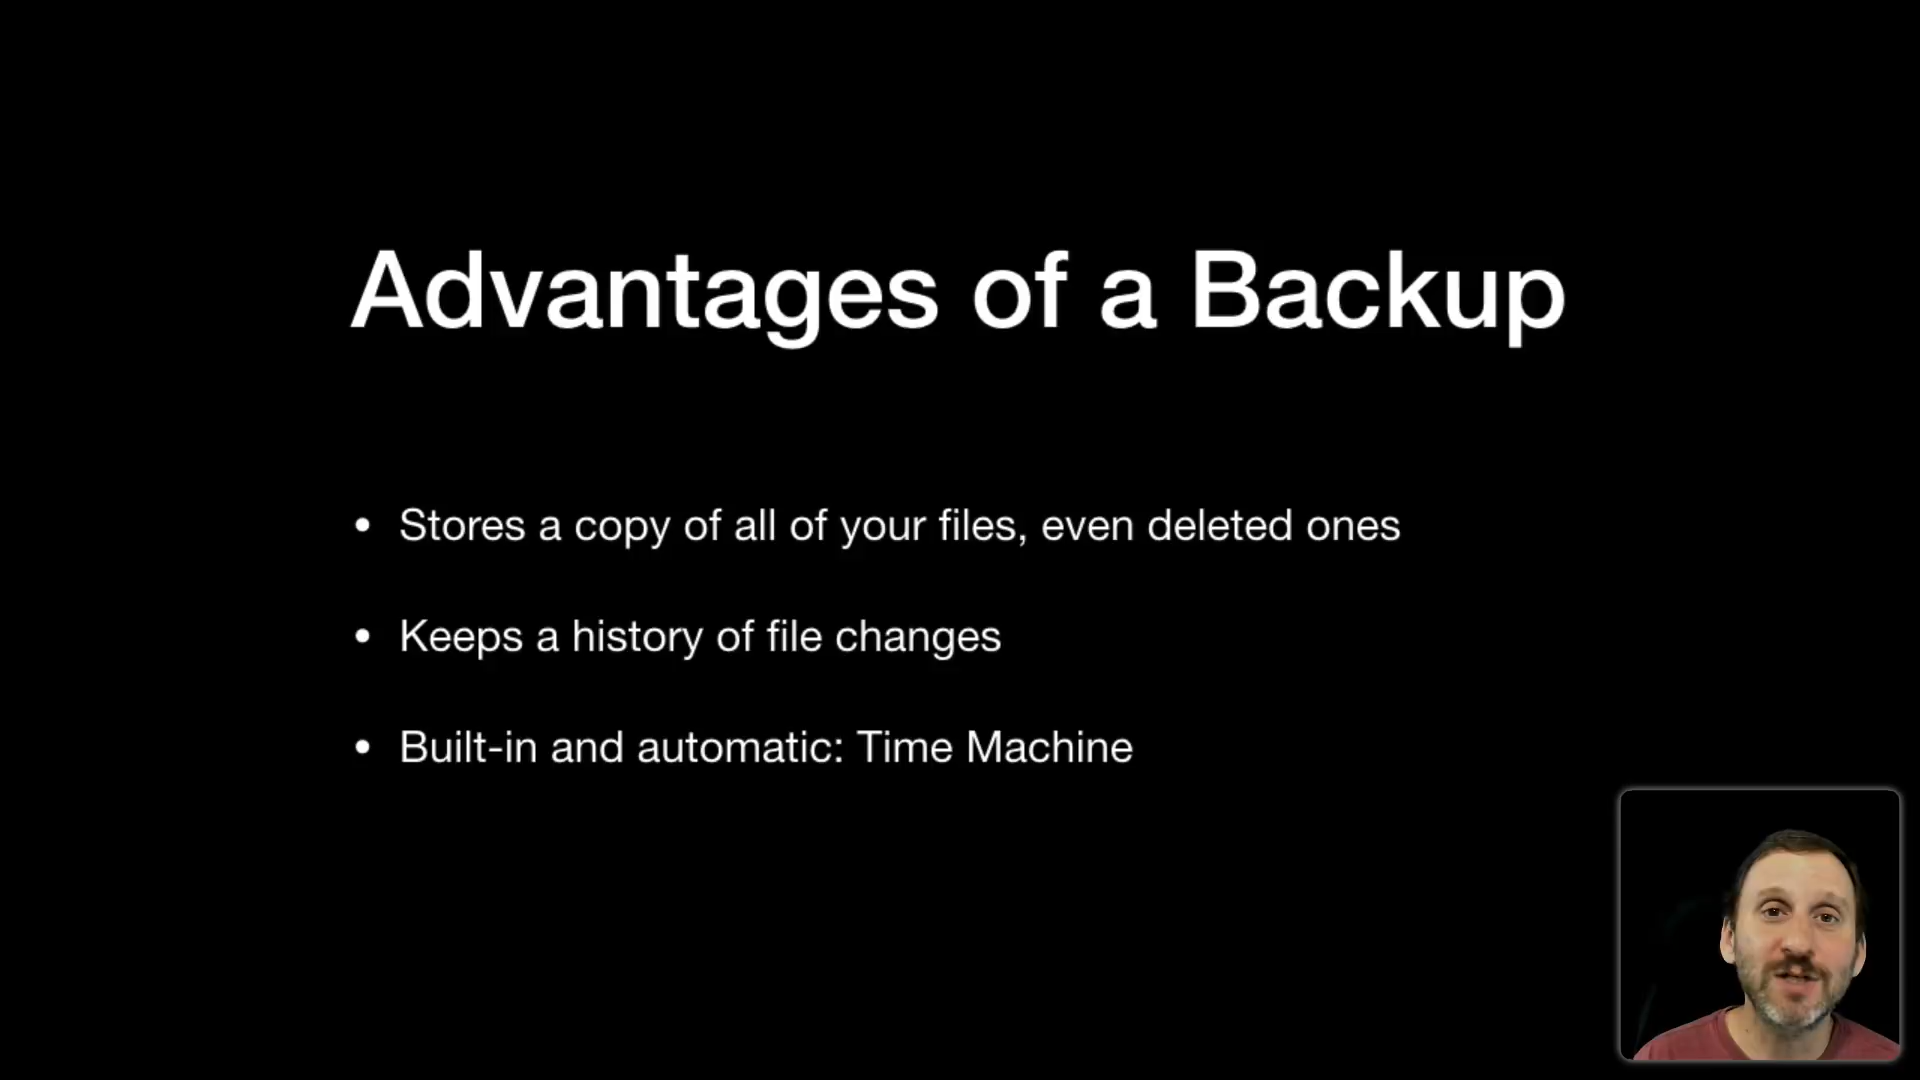 Advantages of a Backup
• Stores a copy of all of your files, even deleted ones
• Keeps a history of file changes
• Built-in and automatic: Time Machine